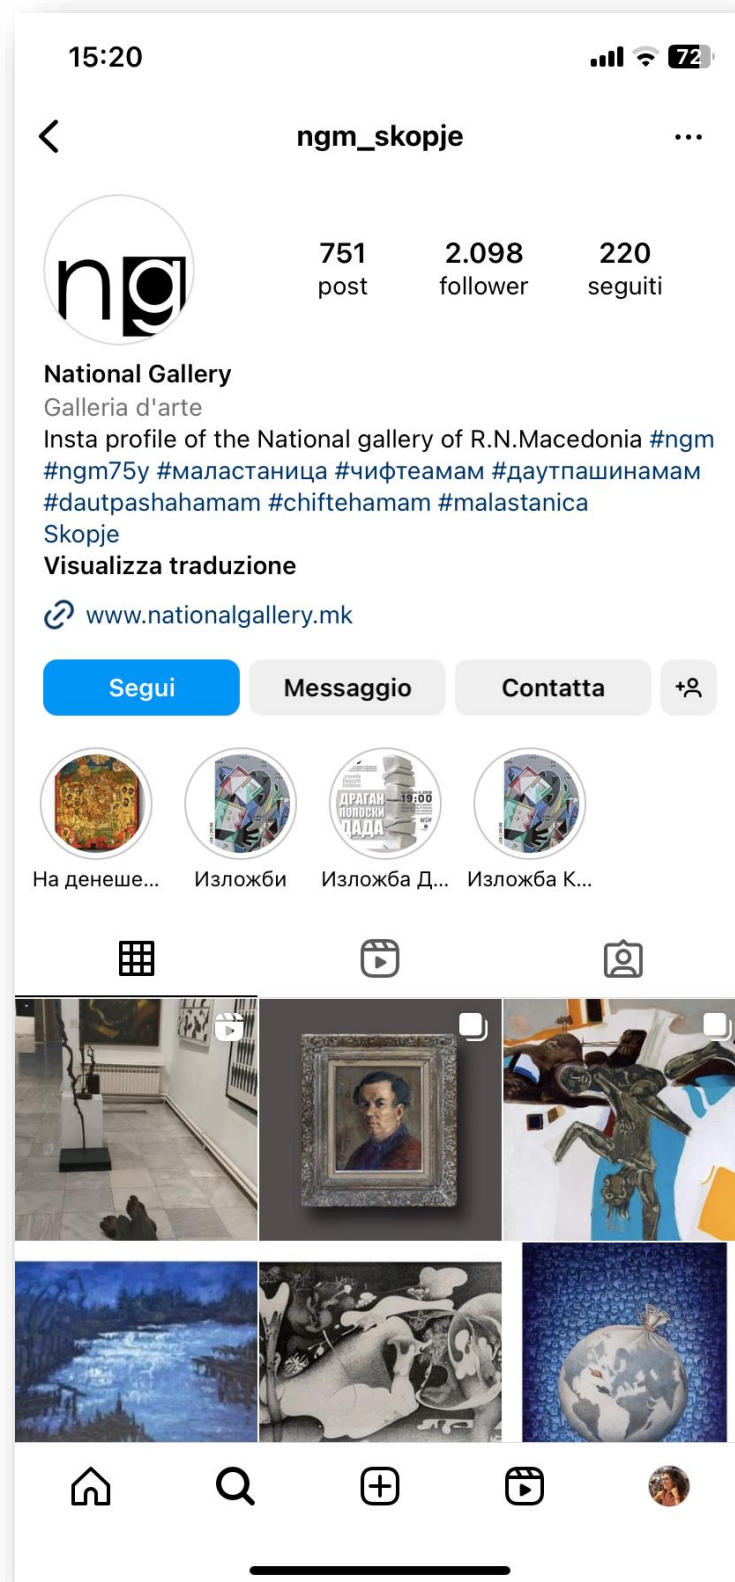 15:20
72
ngm_skopje
ng
751
2.098
220
post
follower
seguiti
National Gallery
Galleria d'arte
Insta profile of the National gallery of R.N.Macedonia #ngm
#ngm75y #маластаница #чифтеамам #даутпашинамам
#dautpashahamam #chiftehamam #malastanica
Skopje
Visualizza traduzione
www.nationalgallery.mk
Segui
Messaggio
Contatta
ДРАГАН
ПОПОСКИ
ДАДА
19:00
На денеше...
Изложби
Изложба Д...
Изложба К...